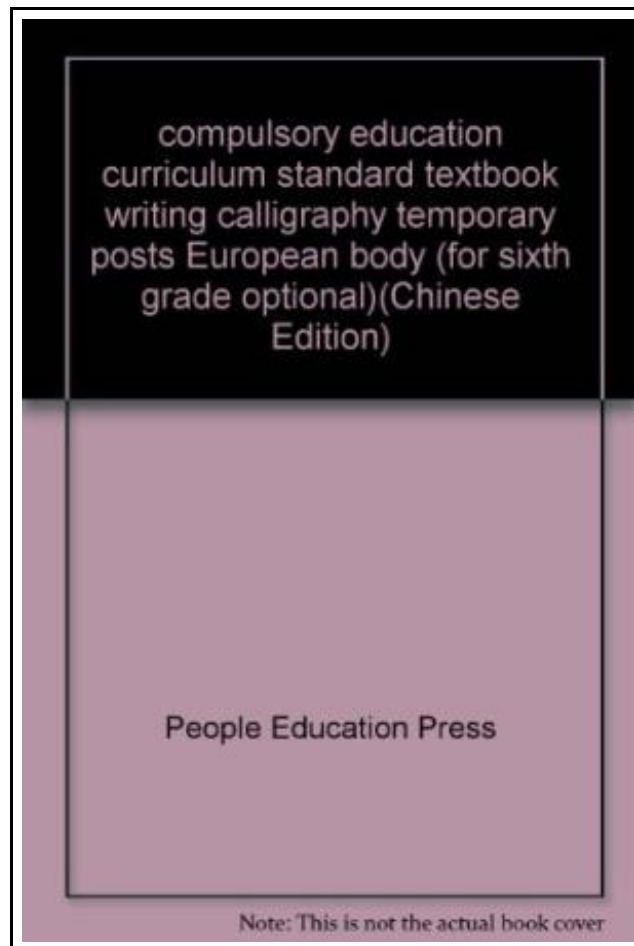 compulsory education
curriculum standard textbook
writing calligraphy temporary
posts European body (for sixth
grade optional)(Chinese
Edition)
People Education Press
Note: This is not the actual book cover